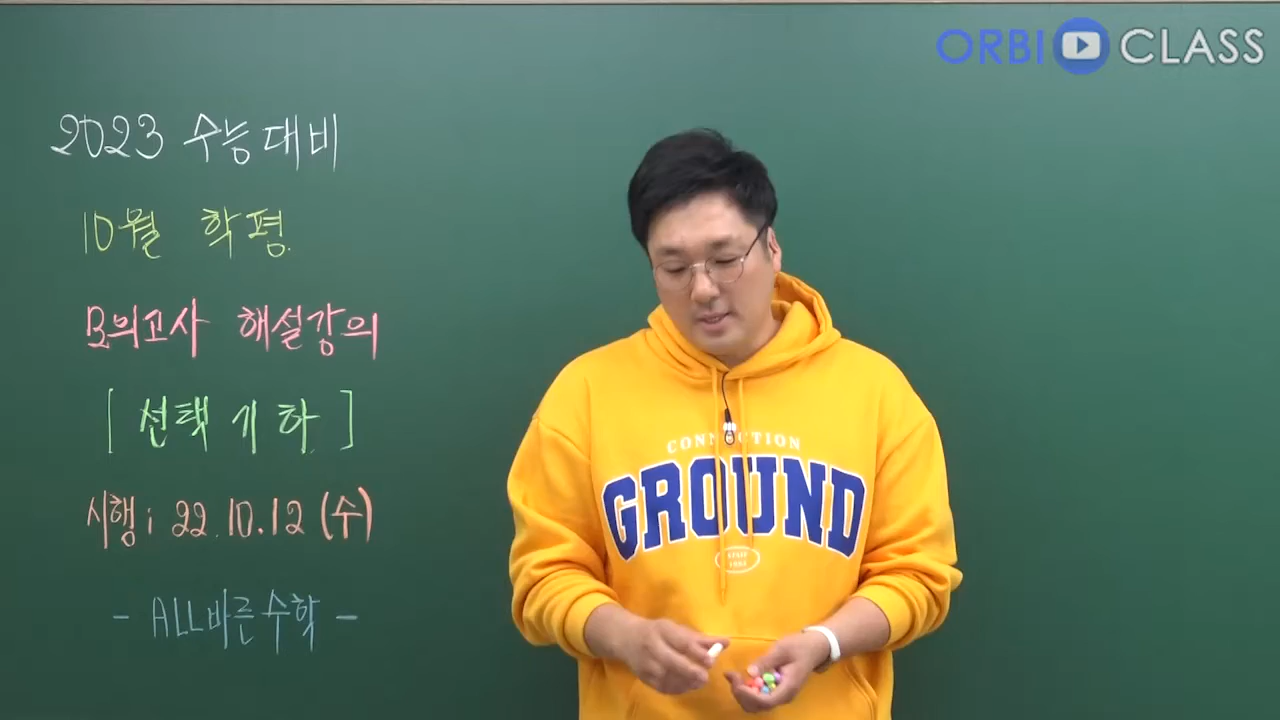 ORBI CLASS
2023 수능대비
10월 학평
모의고사 해설강의
[ 선택 기하 ]
시행 : 22.10.12 (수)
- ALL바른수학 -
CONNECTION
GROUND